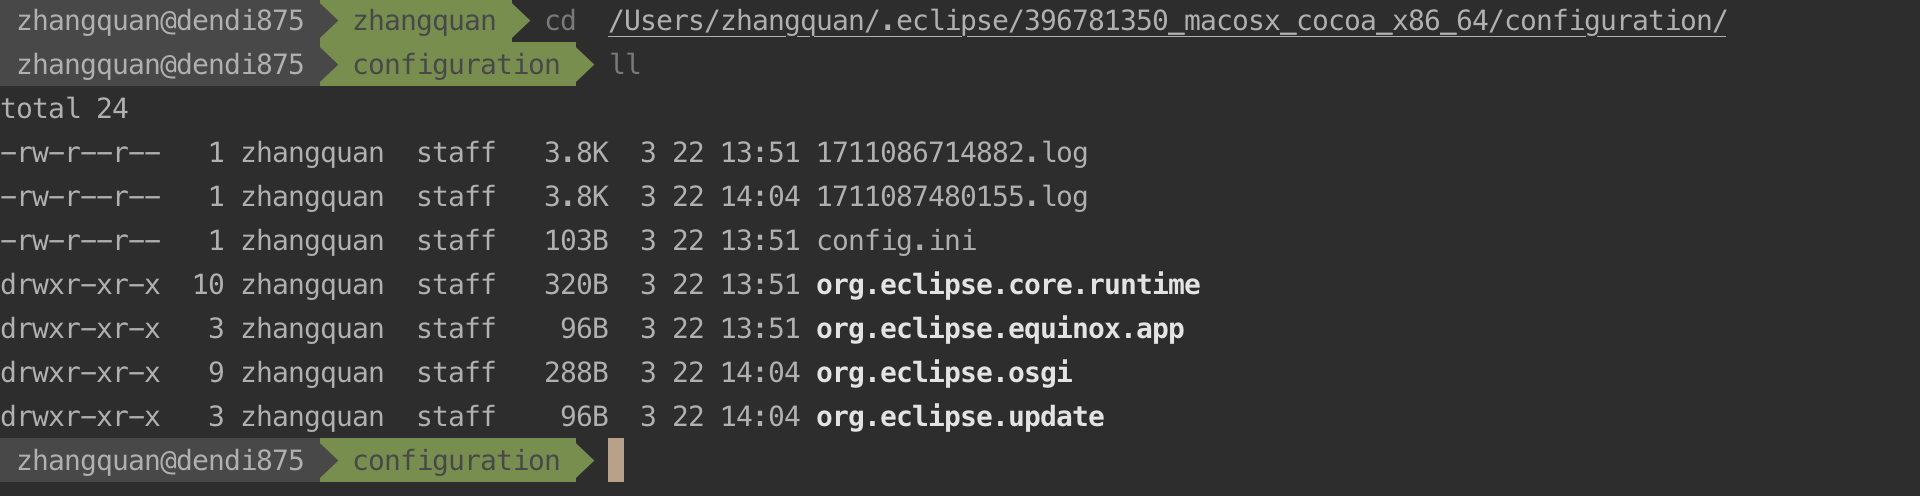 zhangquan@dendi875 zhangquan cd /Users/zhangquan/.eclipse/396781350_macosx_cocoa_x86_64/configuration/
zhangquan@dendi875 configuration ll
total 24
-rw-r--r--   1 zhangquan  staff   3.8K  3 22 13:51 1711086714882.log
-rw-r--r--   1 zhangquan  staff   3.8K  3 22 14:04 1711087480155.log
-rw-r--r--   1 zhangquan  staff   103B  3 22 13:51 config.ini
drwxr-xr-x  10 zhangquan  staff   320B  3 22 13:51 org.eclipse.core.runtime
drwxr-xr-x   3 zhangquan  staff    96B  3 22 13:51 org.eclipse.equinox.app
drwxr-xr-x   9 zhangquan  staff   288B  3 22 14:04 org.eclipse.osgi
drwxr-xr-x   3 zhangquan  staff    96B  3 22 14:04 org.eclipse.update
zhangquan@dendi875 configuration